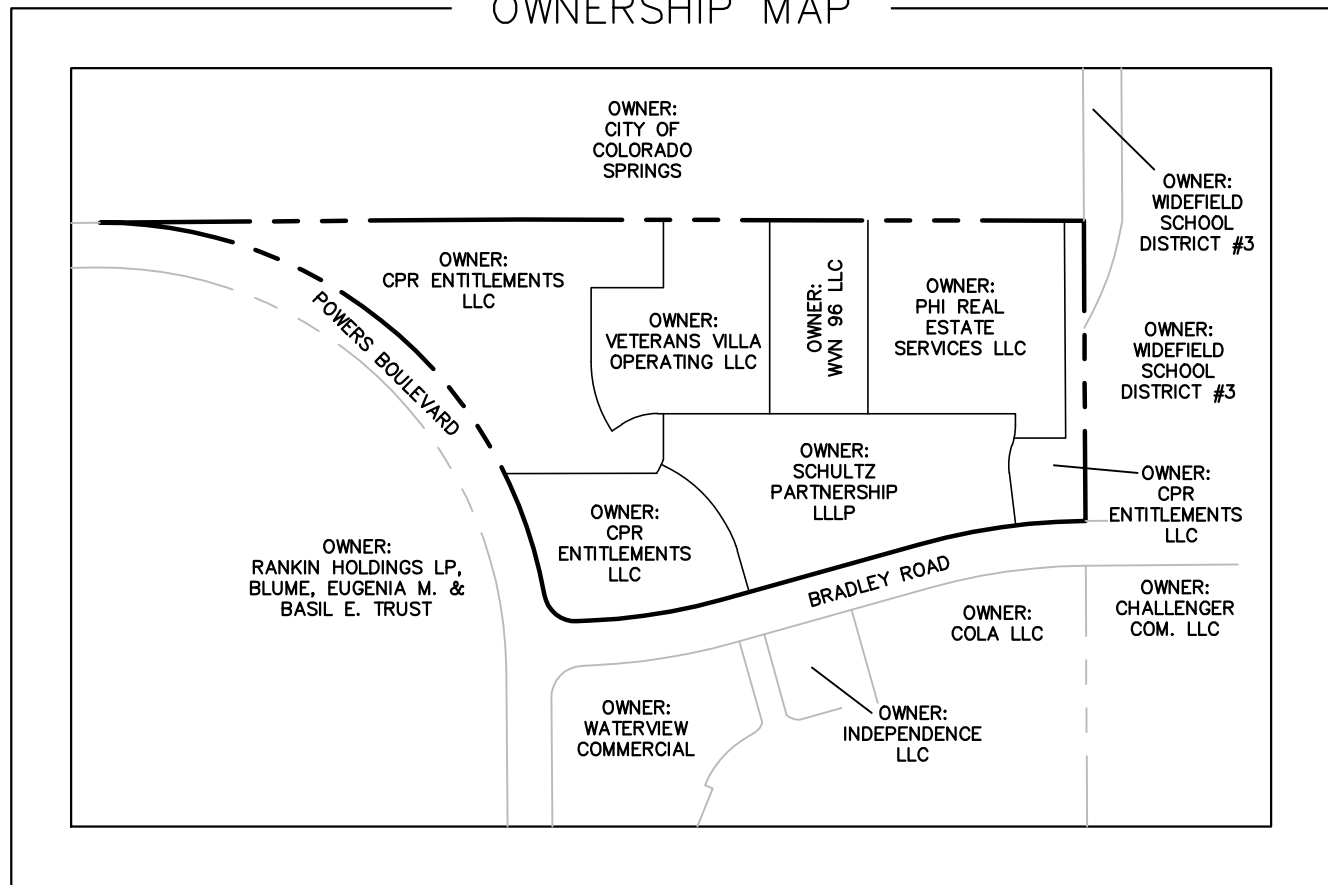 OWNERSHIP MAP
OWNER:
CITY OF
COLORADO
SPRINGS
OWNER:
WIDEFIELD
SCHOOL
DISTRICT #3
OWNER:
CPR ENTITLEMENTS
LLC
OWNER:
VETERANS VILLA
OPERATING LLC
OWNER:
WVN 96 LLC
OWNER:
PHI REAL
ESTATE
SERVICES LLC
OWNER:
WIDEFIELD
SCHOOL
DISTRICT #3
POWERS BOULEVARD
OWNER:
SCHULTZ
PARTNERSHIP
LLLP
OWNER:
CPR
ENTITLEMENTS
LLC
OWNER:
CPR
ENTITLEMENTS
LLC
OWNER:
RANKIN HOLDINGS LP,
BLUME, EUGENIA M. &
BASIL E. TRUST
BRADLEY ROAD
OWNER:
COLA LLC
OWNER:
CHALLENGER
COM. LLC
OWNER:
WATERVIEW
COMMERCIAL
OWNER:
INDEPENDENCE
LLC